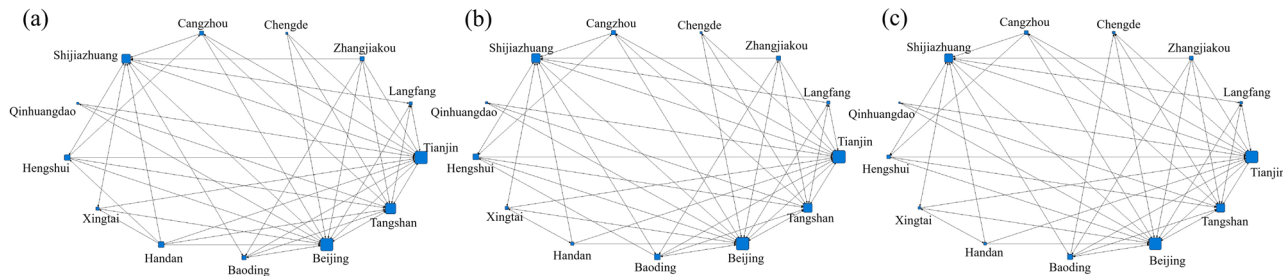 (a)
Cangzhou
Chengde
Shijiazhuang
Zhangjiakou
Langfang
Qinhuangdao
Tianjin
Hengshui
Xingtai
Tangshan
Handan
Baoding
Beijing
(b)
Cangzhou
Chengde
Shijiazhuang
Zhangjiakou
Langfang
Qinhuangdao
Tianjin
Hengshui
Xingtai
Tangshan
Handan
Baoding
Beijing
(c)
Cangzhou
Chengde
Shijiazhuang
Zhangjiakou
Langfang
Qinhuangdao
Tianjin
Hengshui
Xingtai
Tangshan
Handan
Baoding
Beijing